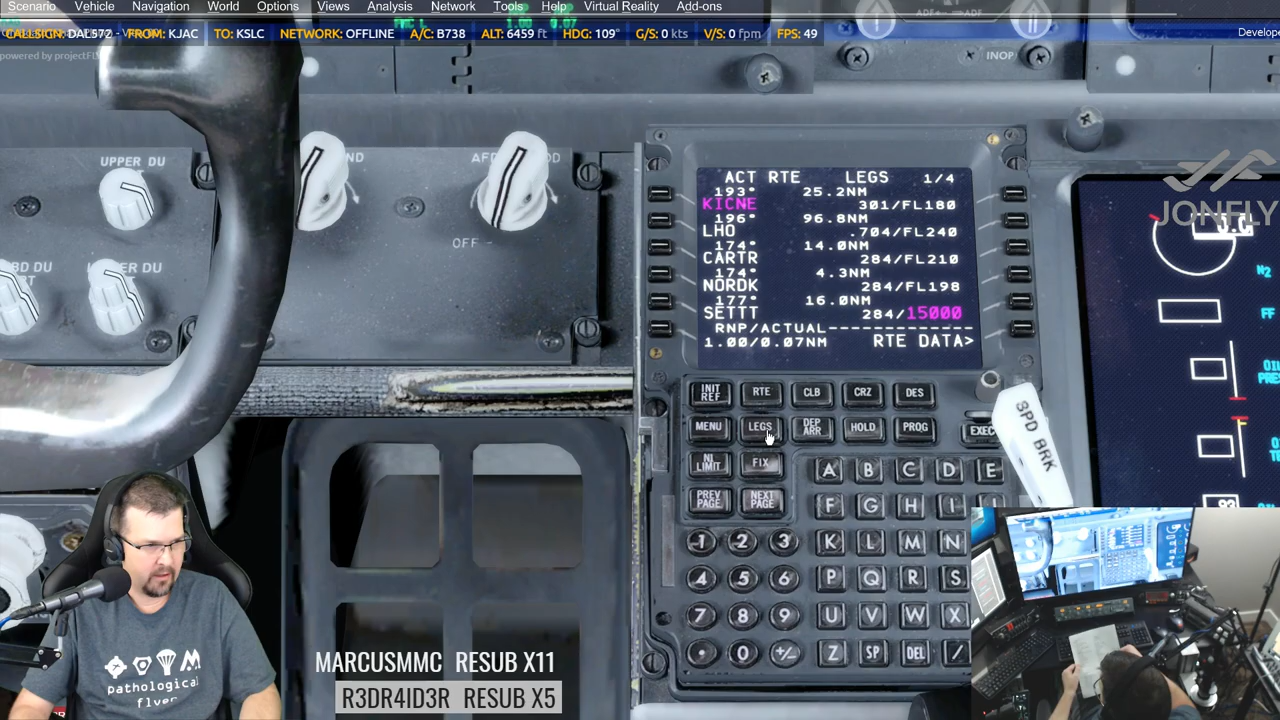 Scenario Vehicle Navigation World Options Views Analysis Network Tools Help Virtual Reality Add-ons
DAL572 FROM: KJAC TO: KSLC NETWORK: OFFLINE A/C: B738 ALT: 6459 ft HDG: 109° G/S: 0 kts V/S: 0 fpm FPS: 49
powered by projectFL
INOP
JONFLY
UPPER DU
OFF
ACT RTE LEGS 1/4
193° 25.2NM
KICNE 301/FL180
196° 96.8NM
LHO .704/FL240
174° 14.0NM
CARTR 284/FL210
174° 4.3NM
NORDK 284/FL198
177° 16.0NM
SETTT 284/15000
RNP/ACTUAL--------------
1.00/0.07NM RTE DATA>
INIT REF RTE CLB CRZ DES
MENU LEGS DEP ARR HOLD PROG EXEC
N1 LIMIT FIX
PREV PAGE NEXT PAGE
A B C D E
F G H I
1 2 3 K L M N
4 5 6 P Q R S
7 8 9 U V W X
. 0 +/- Z SP DEL /
SPD BRK
N2
FF
pathological
flyer
MARCUSMMC RESUB X11
R3DR4ID3R RESUB X5